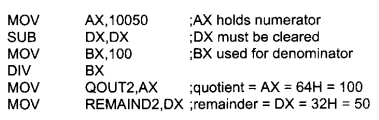 MOV AX,10050 ;AX holds numerator
SUB DX,DX ;DX must be cleared
MOV BX,100 ;BX used for denominator
DIV BX
MOV QOUT2,AX ;quotient = AX = 64H = 100
MOV REMAIND2,DX ;remainder = DX = 32H = 50